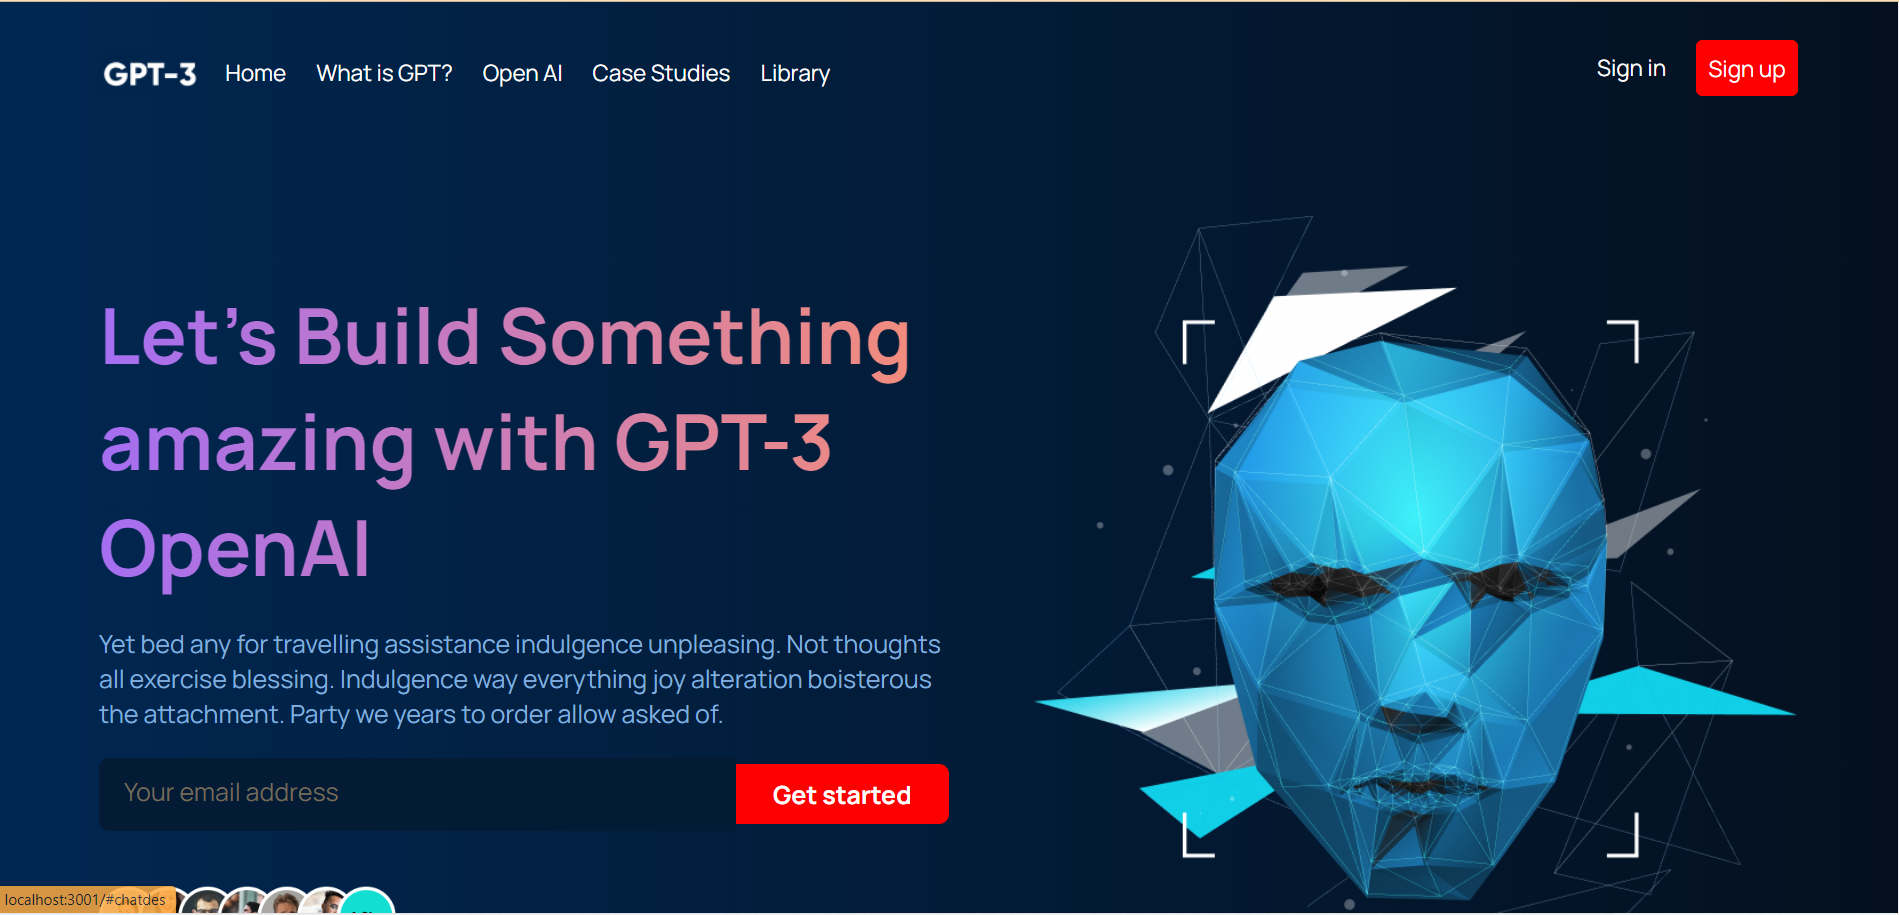 GPT-3 Home What is GPT? Open AI Case Studies Library Sign in Sign up
Let's Build Something
amazing with GPT-3
OpenAI
Yet bed any for travelling assistance indulgence unpleasing. Not thoughts
all exercise blessing. Indulgence way everything joy alteration boisterous
the attachment. Party we years to order allow asked of.
Your email address Get started
localhost:3001/#chatdes